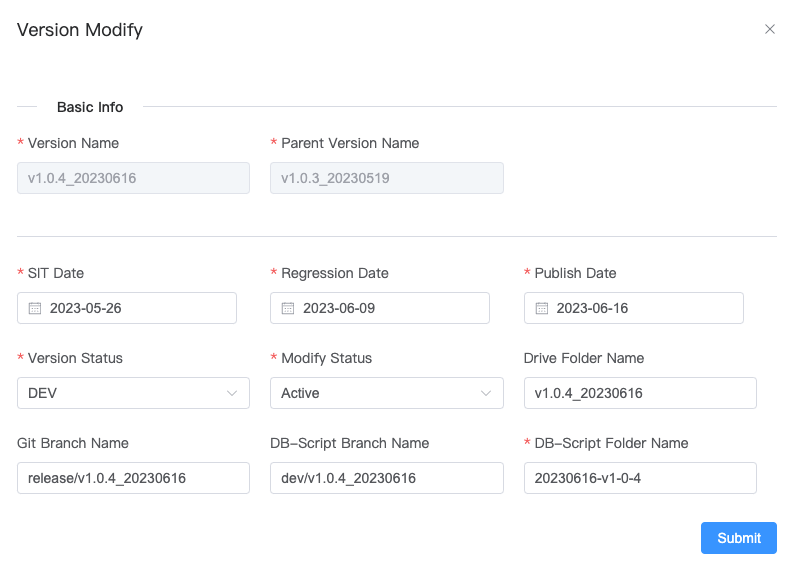 Version Modify
Basic Info
* Version Name
* Parent Version Name
v1.0.4_20230616
v1.0.3_20230519
* SIT Date
* Regression Date
* Publish Date
2023-05-26
2023-06-09
2023-06-16
* Version Status
* Modify Status
Drive Folder Name
DEV
Active
v1.0.4_20230616
Git Branch Name
DB-Script Branch Name
* DB-Script Folder Name
release/v1.0.4_20230616
dev/v1.0.4_20230616
20230616-v1-0-4
Submit